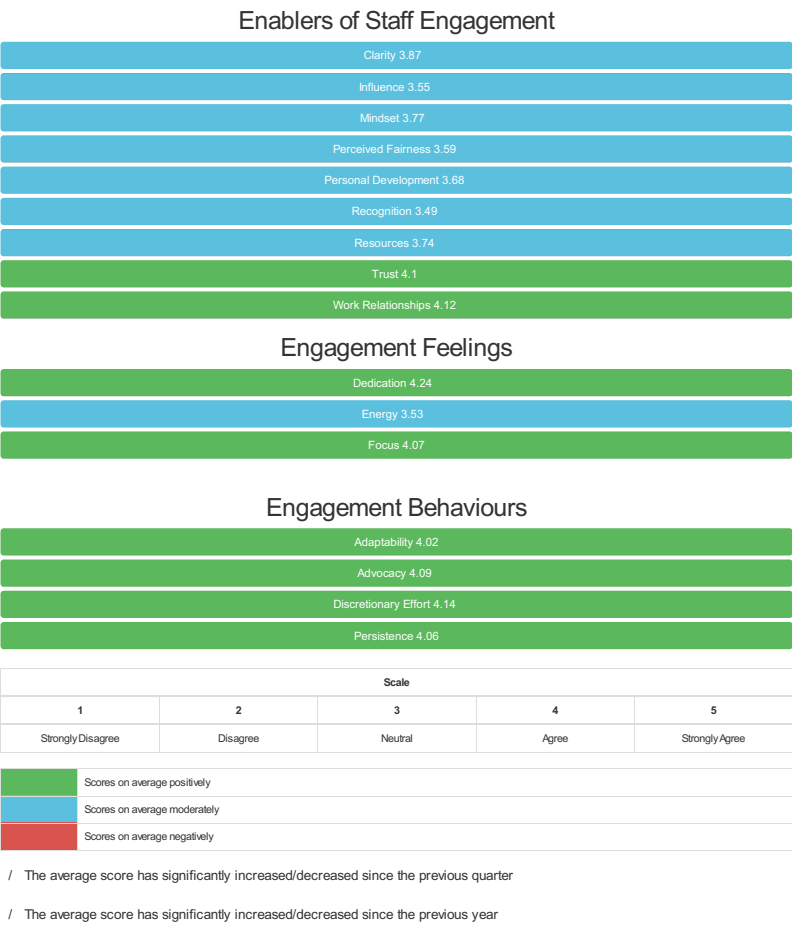 Enablers of Staff Engagement
Clarity 3.87
Influence 3.55
Mindset 3.77
Perceived Fairness 3.59
Personal Development 3.68
Recognition 3.49
Resources 3.74
Trust 4.1
Work Relationships 4.12
Engagement Feelings
Dedication 4.24
Energy 3.53
Focus 4.07
Engagement Behaviours
Adaptability 4.02
Advocacy 4.09
Discretionary Effort 4.14
Persistence 4.06
Scale
1 2 3 4 5
Strongly Disagree Disagree Neutral Agree Strongly Agree
Scores on average positively
Scores on average moderately
Scores on average negatively
/ The average score has significantly increased/decreased since the previous quarter
/ The average score has significantly increased/decreased since the previous year